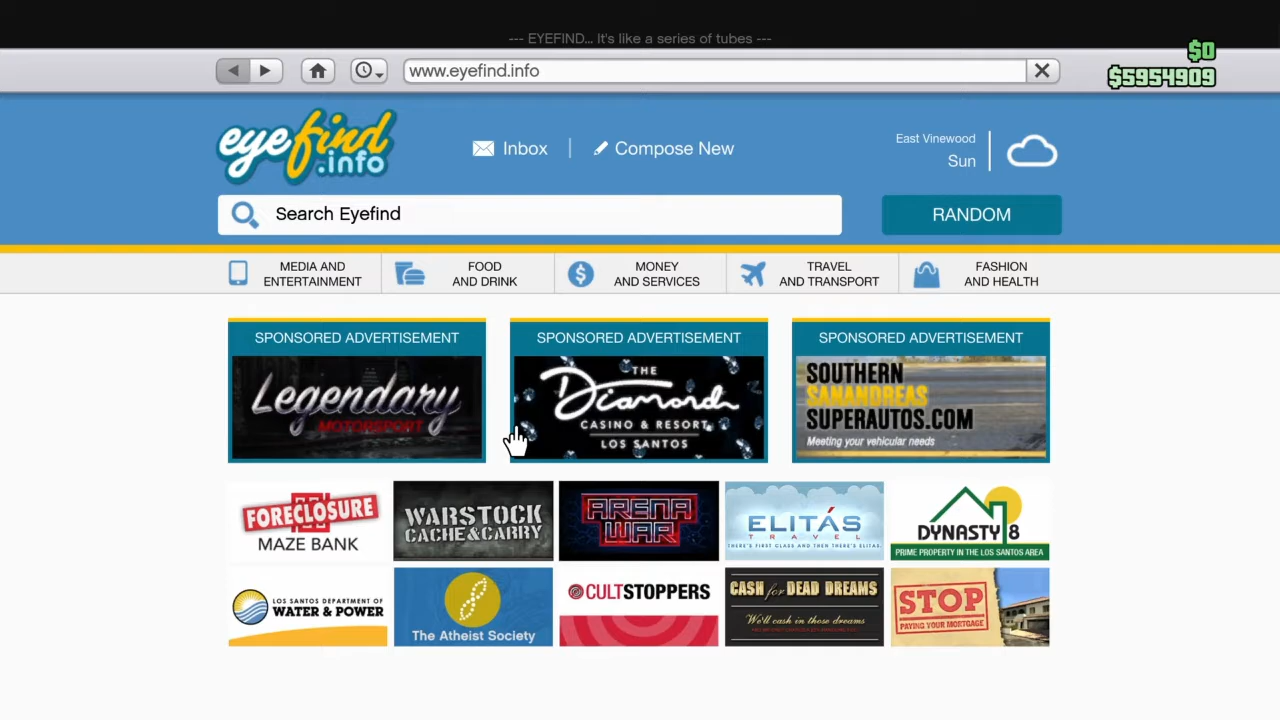 --- EYEFIND... It's like a series of tubes ---
$0
www.eyefind.info
$5954909
eyefind
.info
Inbox
Compose New
East Vinewood
Sun
Search Eyefind
RANDOM
MEDIA AND
ENTERTAINMENT
FOOD
AND DRINK
MONEY
AND SERVICES
TRAVEL
AND TRANSPORT
FASHION
AND HEALTH
SPONSORED ADVERTISEMENT
Legendary
MOTORSPORT
SPONSORED ADVERTISEMENT
THE
Diamond
CASINO & RESORT
LOS SANTOS
SPONSORED ADVERTISEMENT
SOUTHERN
SAN ANDREAS
SUPERAUTOS.COM
Meeting your vehicular needs
FORECLOSURE
MAZE BANK
WARSTOCK
CACHE & CARRY
ARENA
WAR
ELITÁS
TRAVEL
THERE'S FIRST CLASS AND THEN THERE'S ELITAS
DYNASTY 8
PRIME PROPERTY IN THE LOS SANTOS AREA
LOS SANTOS DEPARTMENT OF
WATER & POWER
The Atheist Society
CULTSTOPPERS
CASH for DEAD DREAMS
We'll cash in those dreams
STOP
PAYING YOUR MORTGAGE